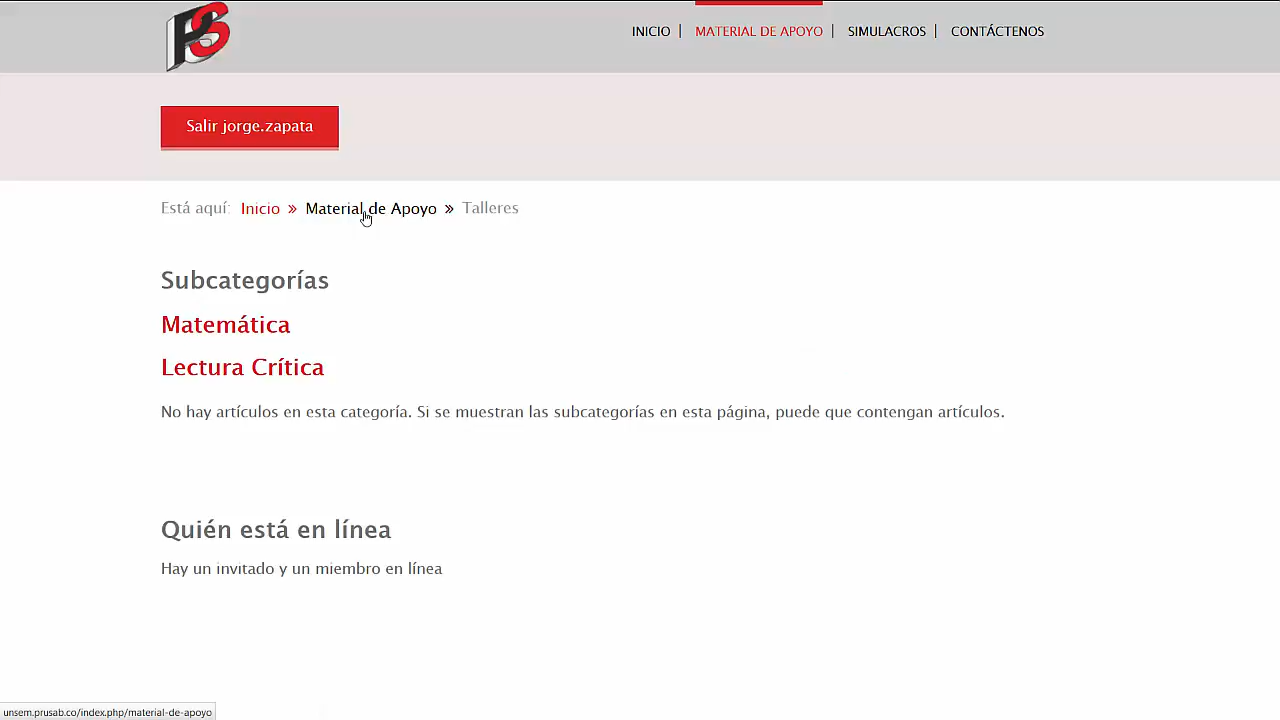 PS
INICIO | MATERIAL DE APOYO | SIMULACROS | CONTÁCTENOS
Salir jorge.zapata
Está aquí: Inicio » Material de Apoyo » Talleres
Subcategorías
Matemática
Lectura Crítica
No hay artículos en esta categoría. Si se muestran las subcategorías en esta página, puede que contengan artículos.
Quién está en línea
Hay un invitado y un miembro en línea
unsem.prusab.co/index.php/material-de-apoyo